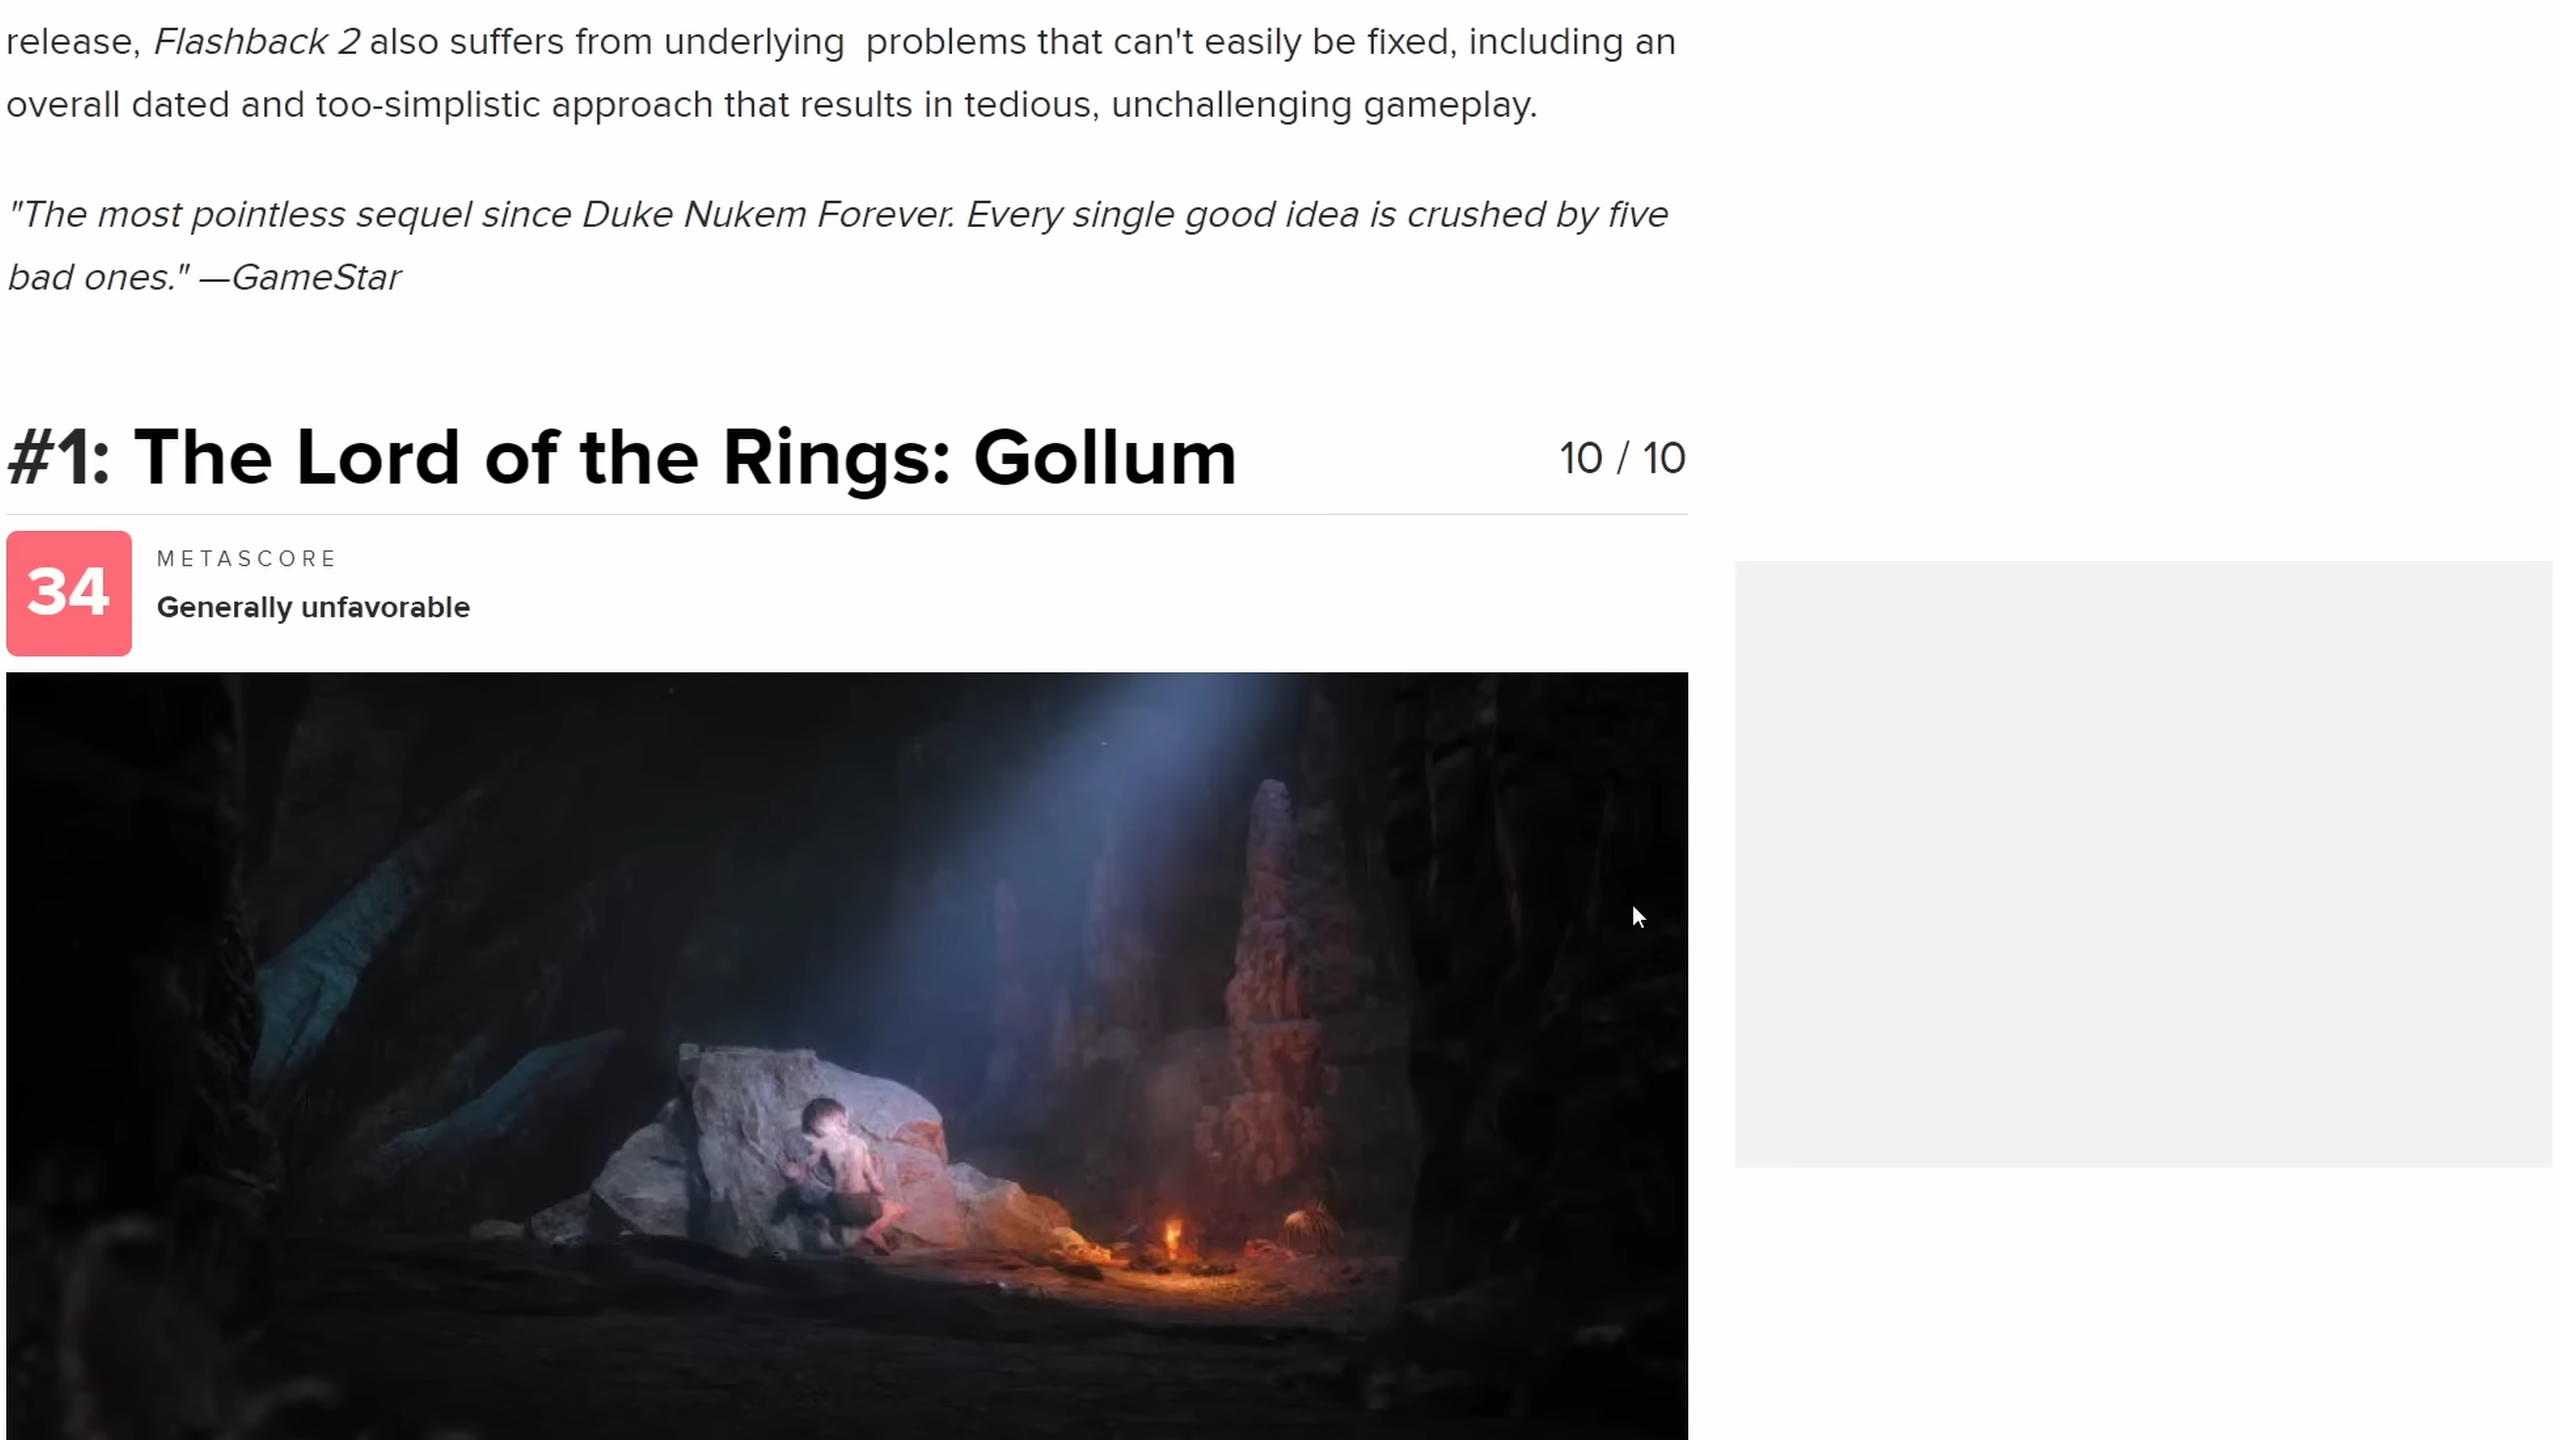 release, Flashback 2 also suffers from underlying  problems that can't easily be fixed, including an
overall dated and too-simplistic approach that results in tedious, unchallenging gameplay.
"The most pointless sequel since Duke Nukem Forever. Every single good idea is crushed by five
bad ones." —GameStar
#1: The Lord of the Rings: Gollum
10 / 10
34
METASCORE
Generally unfavorable